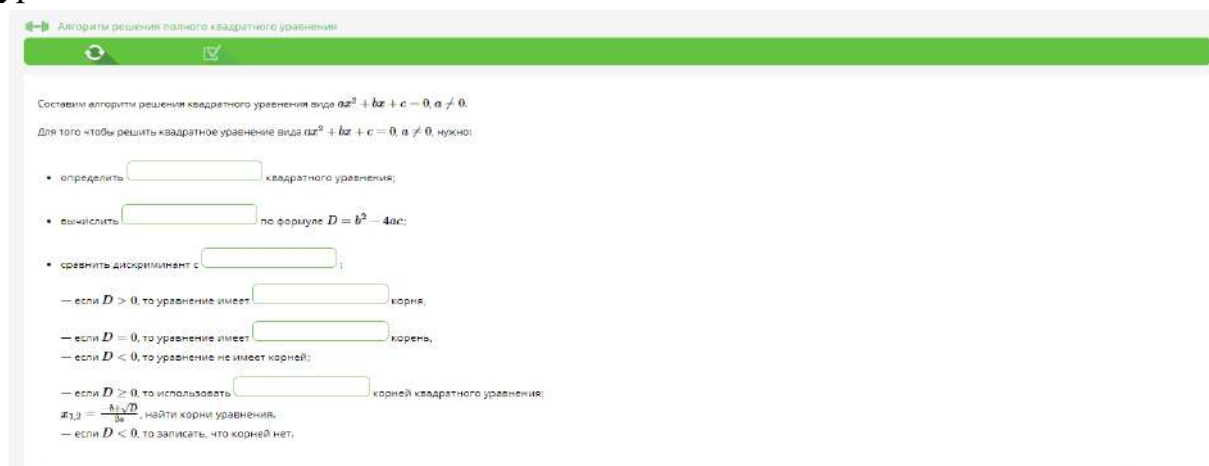 Алгоритм решения полного квадратного уравнения
Составим алгоритм решения квадратного уравнения вида ax² + bx + c = 0, a ≠ 0.
Для того чтобы решить квадратное уравнение вида ax² + bx + c = 0, a ≠ 0, нужно:
• определить квадратного уравнения;
• вычислить по формуле D = b² − 4ac;
• сравнить дискриминант с ;
— если D > 0, то уравнение имеет корня,
— если D = 0, то уравнение имеет корень,
— если D < 0, то уравнение не имеет корней;
— если D ≥ 0, то использовать корней квадратного уравнения;
x₁,₂ = (−b±√D)/2a, найти корни уравнения.
— если D < 0, то записать, что корней нет.